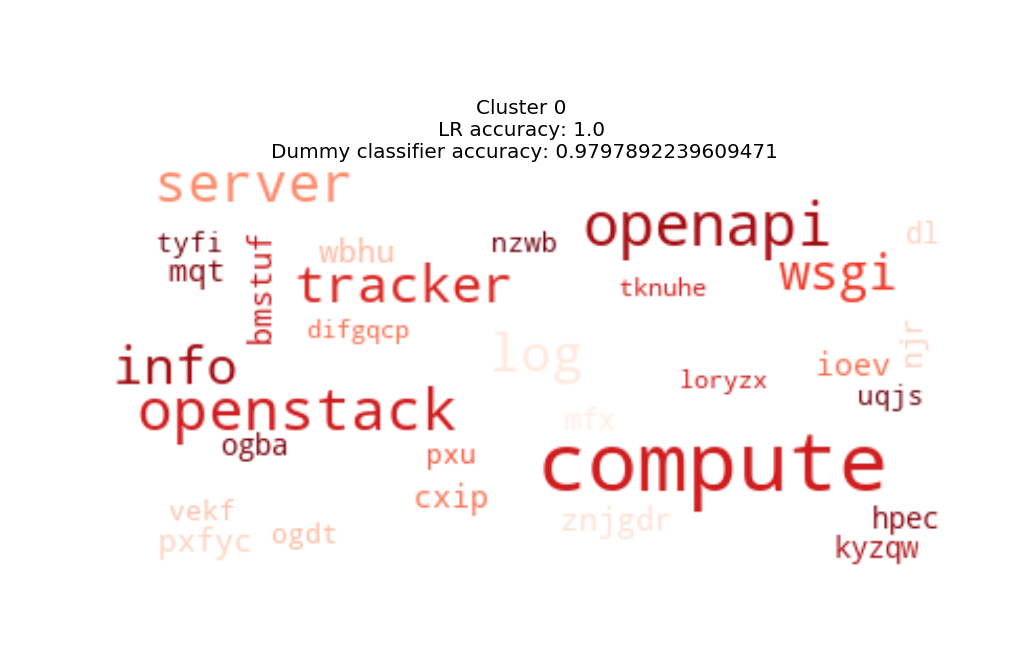 Cluster 0
LR accuracy: 1.0
Dummy classifier accuracy: 0.9797892239609471
server
openapi
dl
tyfi
nzwb
wbhu
mqt
bmstuf
tracker
wsgi
tknuhe
difgqcp
njr
log
info
ioev
loryzx
uqjs
openstack
mfx
ogba
pxu
compute
cxip
vekf
znjgdr
hpec
pxfyc
ogdt
kyzqw